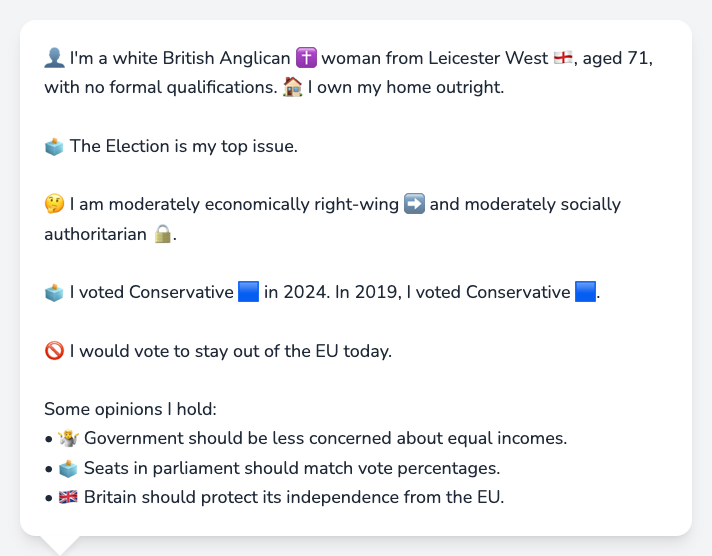 👤 I'm a white British Anglican ✝️ woman from Leicester West 🏴󠁧󠁢󠁥󠁮󠁧󠁿, aged 71,
with no formal qualifications. 🏠 I own my home outright.
🗳️ The Election is my top issue.
🤔 I am moderately economically right-wing ➡️ and moderately socially
authoritarian 🔒.
🗳️ I voted Conservative 🟦 in 2024. In 2019, I voted Conservative 🟦.
🚫 I would vote to stay out of the EU today.
Some opinions I hold:
• 🤷 Government should be less concerned about equal incomes.
• 🗳️ Seats in parliament should match vote percentages.
• 🇬🇧 Britain should protect its independence from the EU.